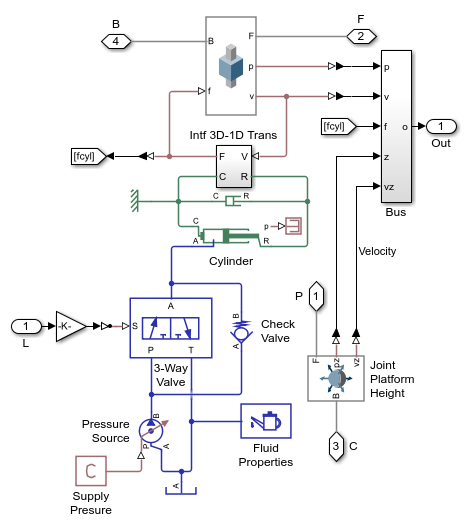 B
F
4
2
B
F
p
v
f
p
v
f
z
vz
o
1
Out
[fcyl]
Bus
Intf 3D-1D Trans
[fcyl]
F
V
C
R
C
R
C
A
R
p
Cylinder
Velocity
P
1
1
L
-K-
S
A
P
T
B
A
Check
Valve
3-Way
Valve
F
pz
vz
B
Joint
Platform
Height
3
C
Pressure
Source
B
P
A
Fluid
Properties
C
Supply
Presure
A